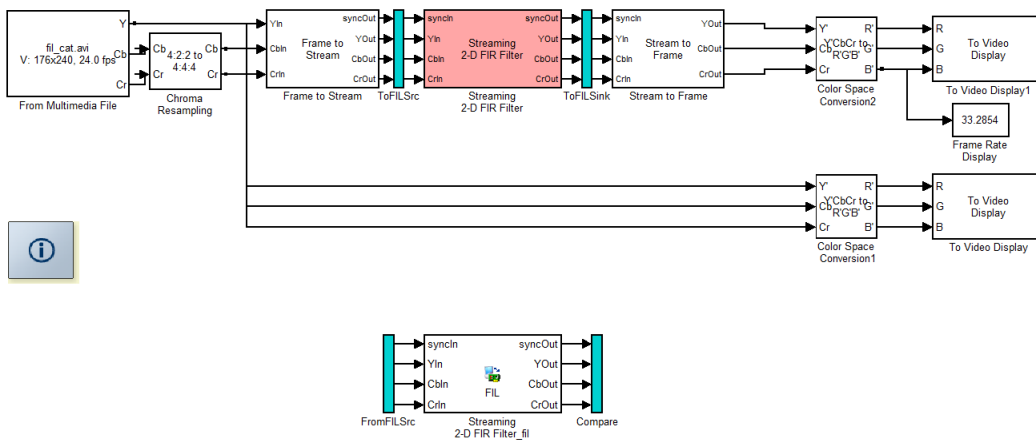 fil_cat.avi
V: 176x240, 24.0 fps
Y
Cb
Cr
From Multimedia File
Cb
Cr
4:2:2 to
4:4:4
Cb
Cr
Chroma
Resampling
YIn
CbIn
CrIn
Frame to
Stream
syncOut
YOut
CbOut
CrOut
Frame to Stream
ToFILSrc
syncIn
YIn
CbIn
CrIn
Streaming
2-D FIR Filter
syncOut
YOut
CbOut
CrOut
Streaming
2-D FIR Filter
ToFILSink
syncIn
YIn
CbIn
CrIn
Stream to
Frame
YOut
CbOut
CrOut
Stream to Frame
Y'
Cb
Cr
Y'CbCr to
R'G'B'
R'
G'
B'
Color Space
Conversion2
R
G
B
To Video
Display
To Video Display1
33.2854
Frame Rate
Display
Y'
Cb
Cr
Y'CbCr to
R'G'B'
R'
G'
B'
Color Space
Conversion1
R
G
B
To Video
Display
To Video Display
FromFILSrc
syncIn
YIn
CbIn
CrIn
FIL
syncOut
YOut
CbOut
CrOut
Streaming
2-D FIR Filter_fil
Compare